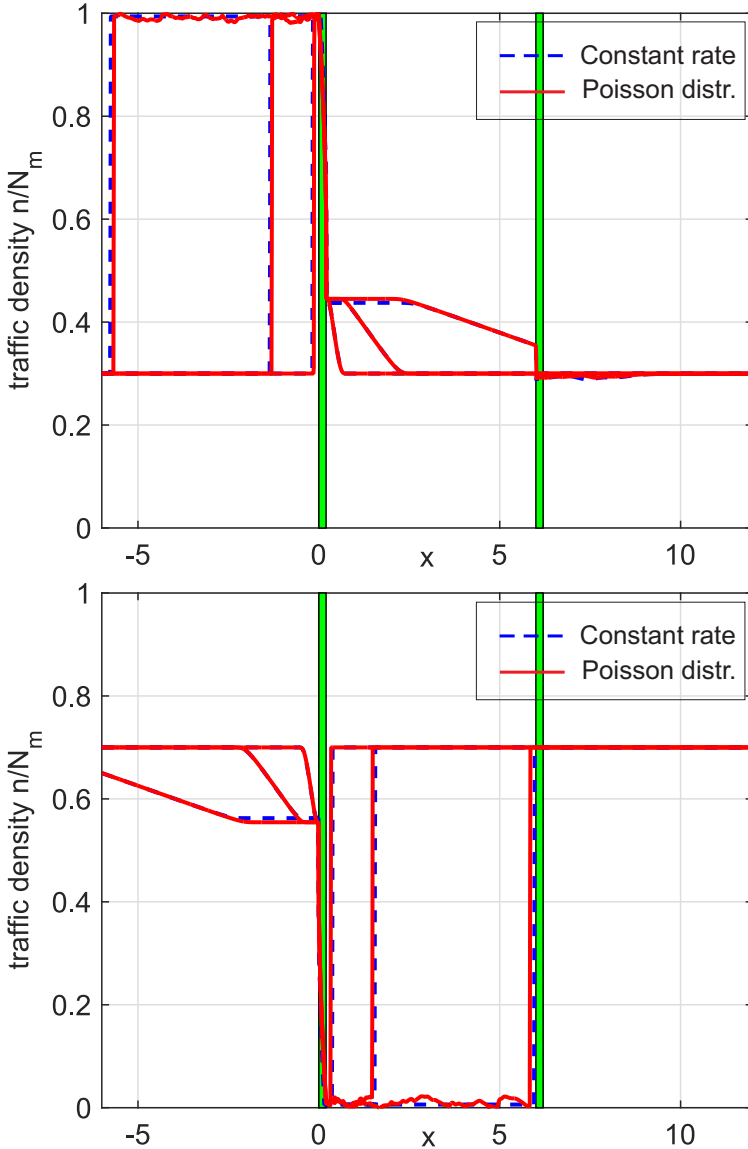 1
0.8
0.6
0.4
0.2
0
traffic density n/N_m
Constant rate
Poisson distr.
-5
0
x
5
10
1
0.8
0.6
0.4
0.2
0
traffic density n/N_m
Constant rate
Poisson distr.
-5
0
x
5
10